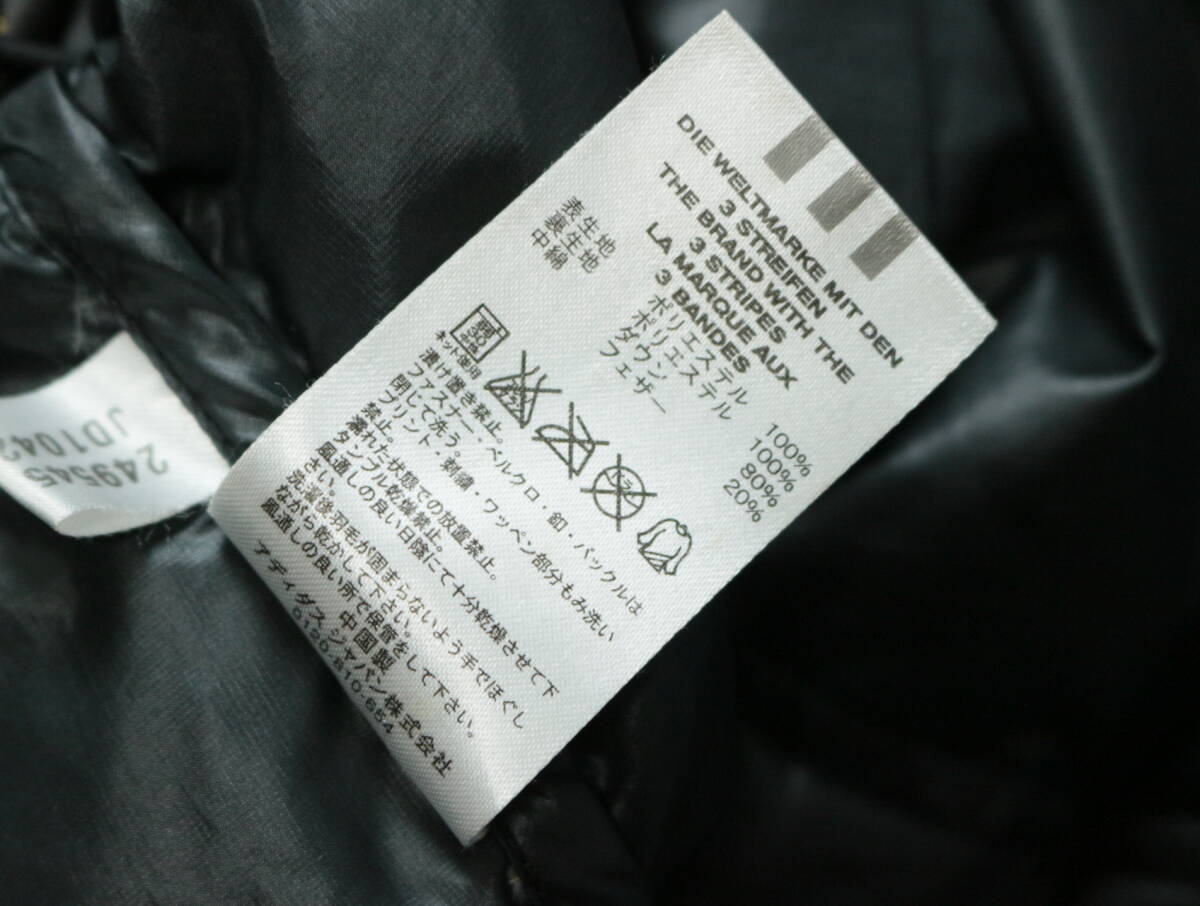 DIE WELTMARKE MIT DEN
3 STREIFEN
THE BRAND WITH THE
3 STRIPES
LA MARQUE AUX
3 BANDES
表生地 ポリエステル 100%
裏生地 ポリエステル 100%
中綿 ダウン 80%
フェザー 20%
弱
30
中性
ネット使用
漬け置き禁止。
ファスナー・ベルクロ・釦・バックルは
閉じて洗う。
プリント・刺繍・ワッペン部分もみ洗い
禁止。
濡れた状態での放置禁止。
タンブル乾燥禁止。
風通しの良い日陰にて十分乾燥させて下
さい。
洗濯後羽毛が固まらないよう手でほぐし
ながら乾かして下さい。
風通しの良い所で保管をして下さい。
中国製
アディダス ジャパン株式会社
0120-810-654
249545
JD1042